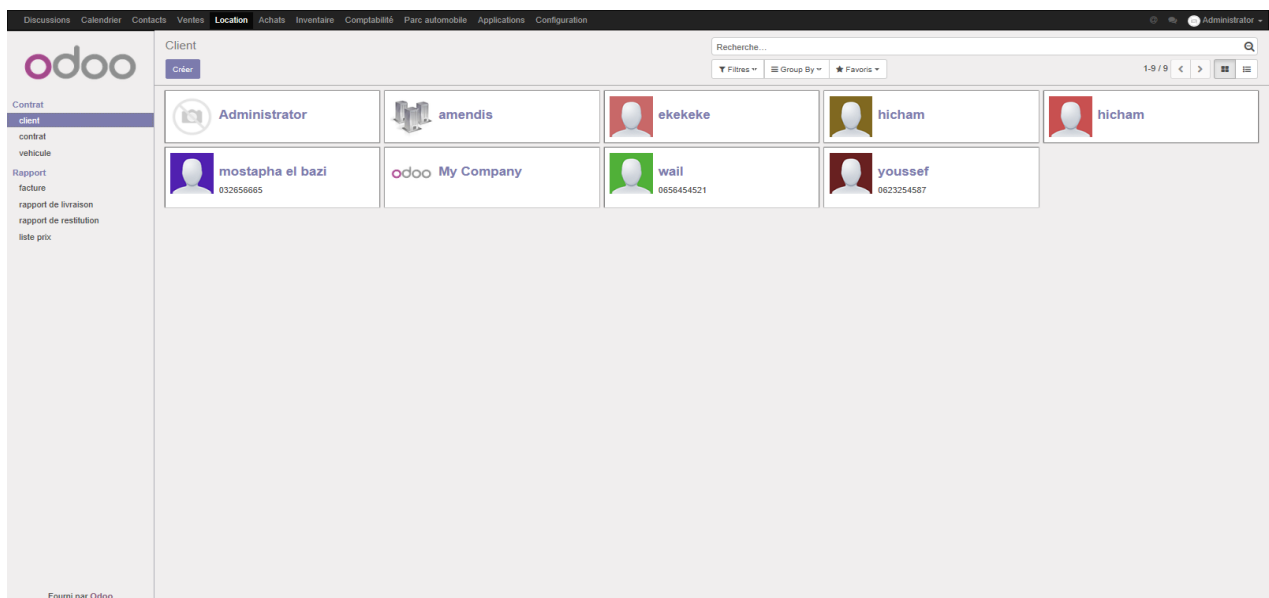 Discussions Calendrier Contacts Ventes Location Achats Inventaire Comptabilité Parc automobile Applications Configuration Administrator
odoo
Client
Recherche...
Créer
Filtres Group By Favoris
1-9 / 9
Contrat
client
contrat
vehicule
Rapport
facture
rapport de livraison
rapport de restitution
liste prix
Administrator
amendis
ekekeke
hicham
hicham
mostapha el bazi
032656665
odoo My Company
wail
0656454521
youssef
0623254587
Fourni par Odoo